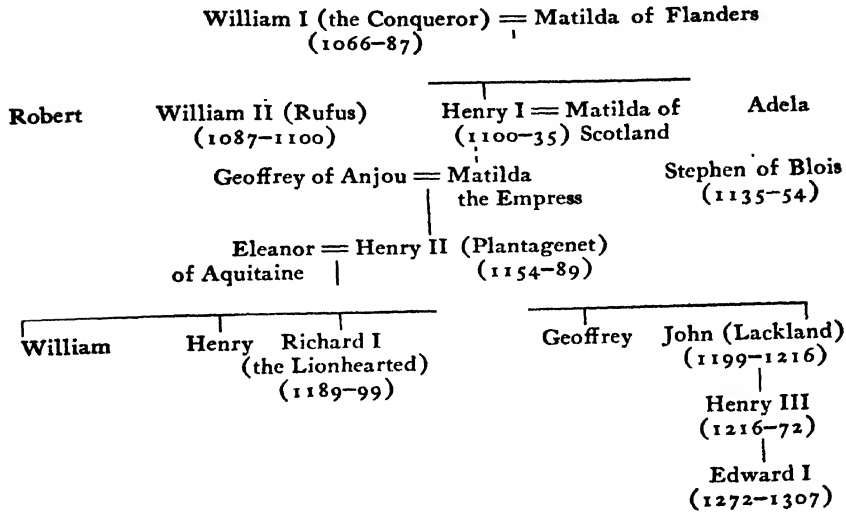 William I (the Conqueror) = Matilda of Flanders
(1066–87)
Robert William II (Rufus) Henry I = Matilda of Adela
(1087–1100) (1100–35) Scotland
Geoffrey of Anjou = Matilda Stephen of Blois
the Empress (1135–54)
Eleanor = Henry II (Plantagenet)
of Aquitaine (1154–89)
William Henry Richard I Geoffrey John (Lackland)
(the Lionhearted) (1199–1216)
(1189–99)
Henry III
(1216–72)
Edward I
(1272–1307)